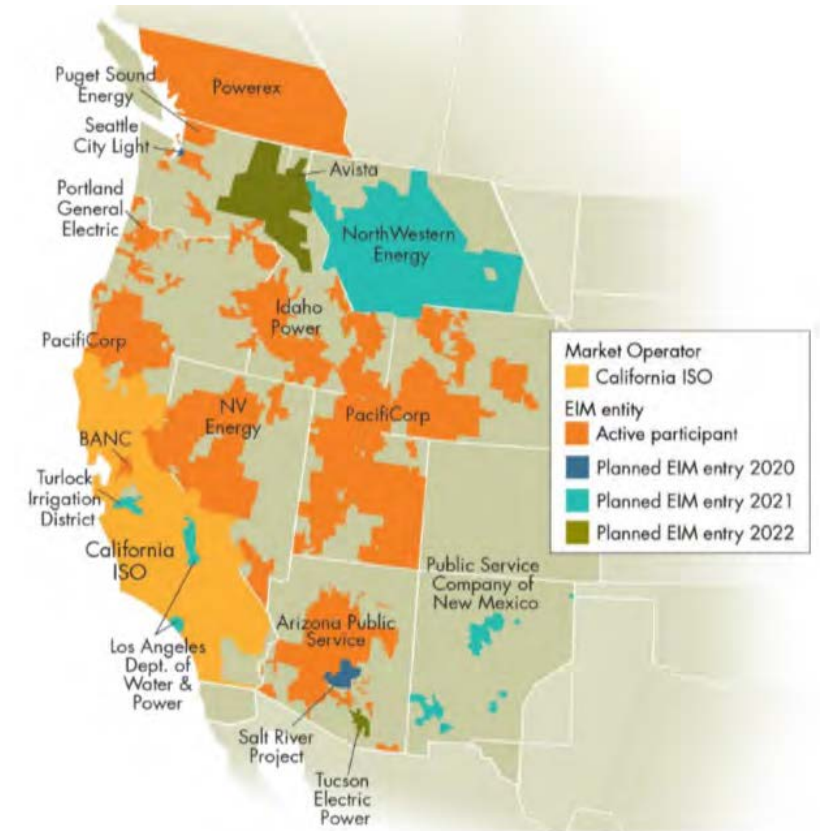 Puget Sound
Energy
Powerex
Seattle
City Light
Avista
Portland
General
Electric
NorthWestern
Energy
Idaho
Power
PacifiCorp
Market Operator
California ISO
EIM entity
Active participant
Planned EIM entry 2020
Planned EIM entry 2021
Planned EIM entry 2022
NV
Energy
PacifiCorp
BANC
Turlock
Irrigation
District
California
ISO
Public Service
Company of
New Mexico
Arizona Public
Service
Los Angeles
Dept. of
Water &
Power
Salt River
Project
Tucson
Electric
Power